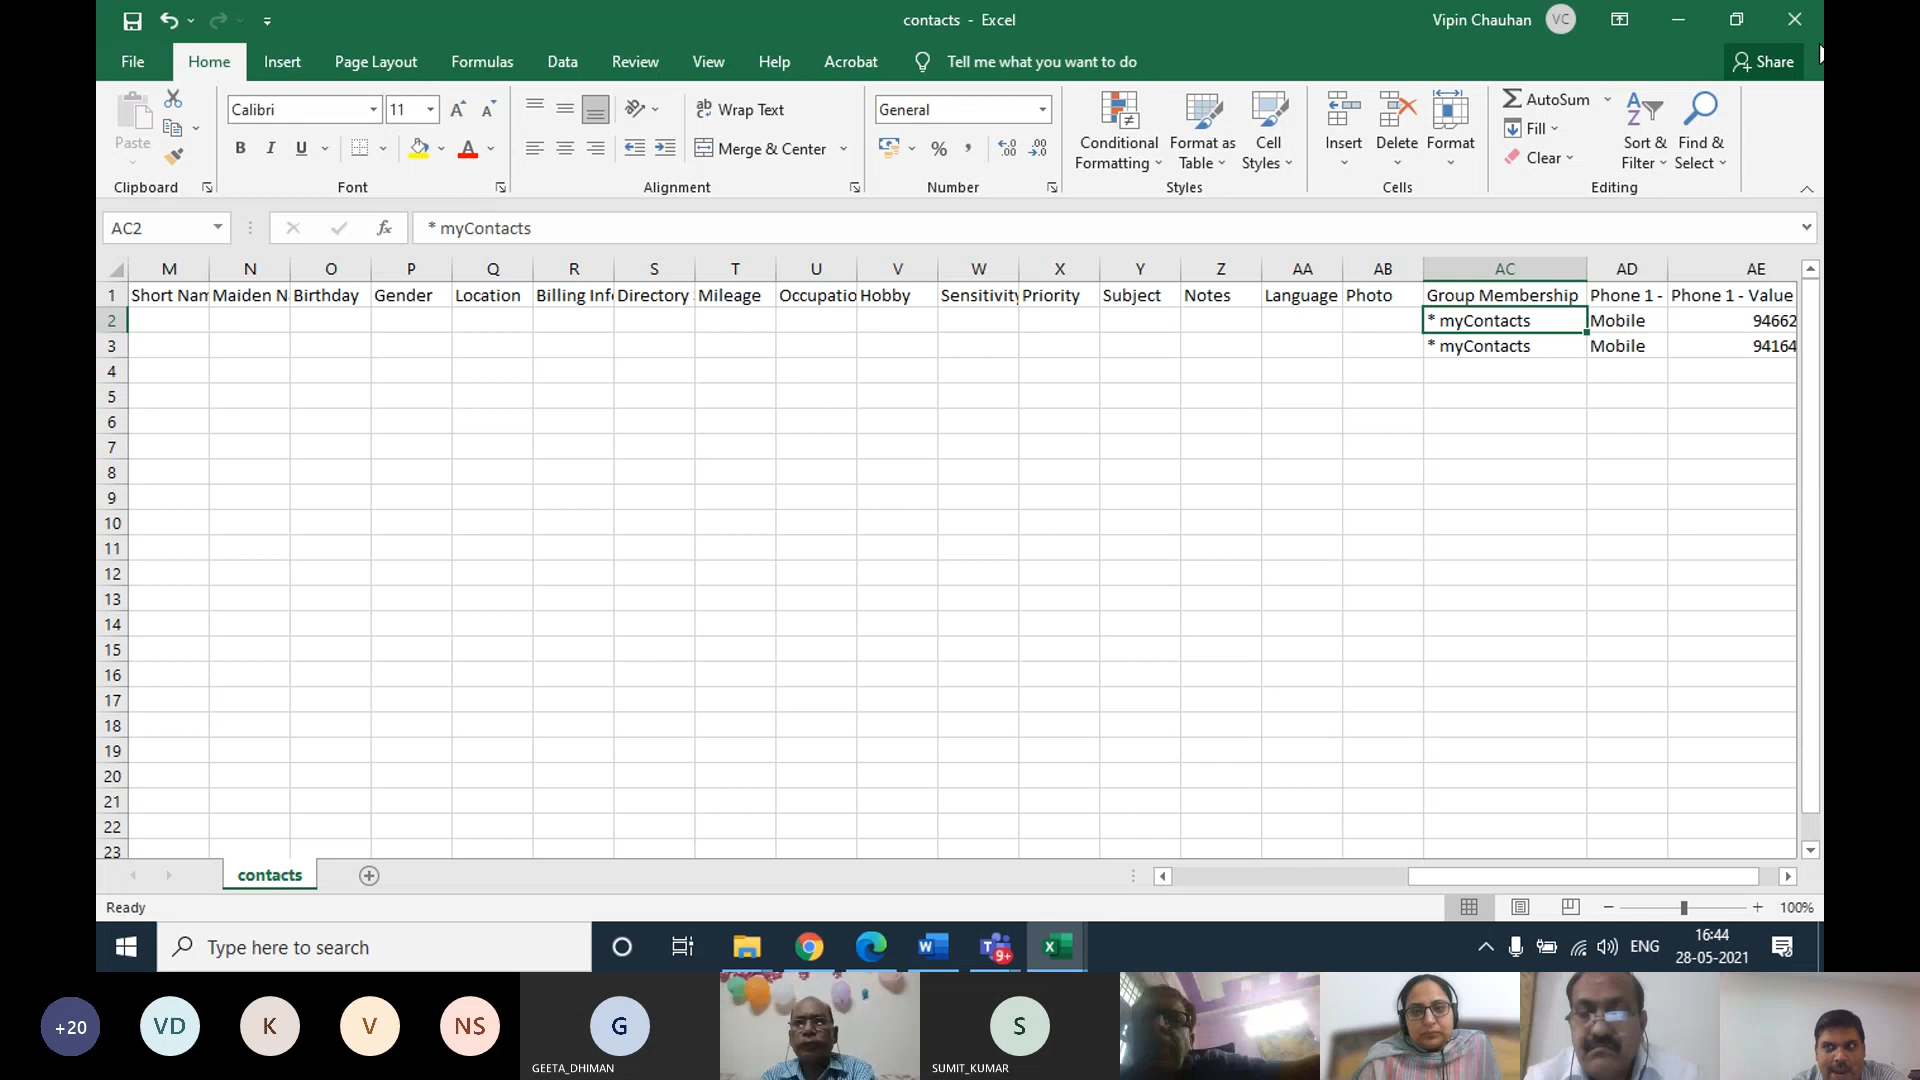 contacts - Excel
Vipin Chauhan
VC
File Home Insert Page Layout Formulas Data Review View Help Acrobat Tell me what you want to do
Share
Paste
Clipboard
Calibri 11
B I U
Font
Wrap Text
Merge & Center
Alignment
General
% ,
Number
Conditional Formatting
Format as Table
Cell Styles
Styles
Insert Delete Format
Cells
AutoSum
Fill
Clear
Sort & Filter
Find & Select
Editing
AC2
fx
* myContacts
M N O P Q R S T U V W X Y Z AA AB AC AD AE
1 Short Nam Maiden N Birthday Gender Location Billing Inf Directory Mileage Occupatio Hobby Sensitivity Priority Subject Notes Language Photo Group Membership Phone 1 - Phone 1 - Value
2 * myContacts Mobile 94662
3 * myContacts Mobile 94164
4
5
6
7
8
9
10
11
12
13
14
15
16
17
18
19
20
21
22
23
contacts
Ready
100%
Type here to search
9+
ENG
16:44
28-05-2021
+20
VD
K
V
NS
G
GEETA_DHIMAN
S
SUMIT_KUMAR